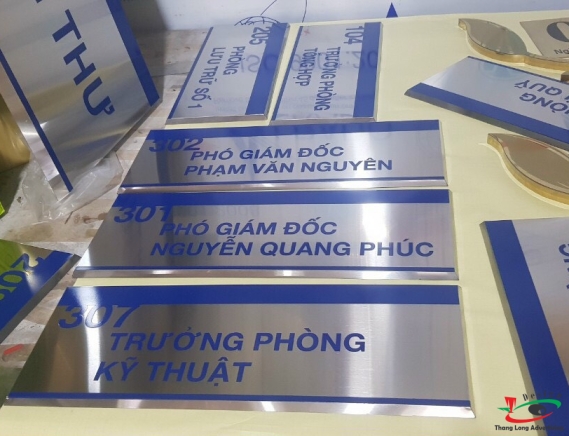 THƯ
205
PHÒNG
LƯU TRỮ SỐ 1
104
TRƯỞNG PHÒNG
TỔNG HỢP
302
PHÓ GIÁM ĐỐC
PHẠM VĂN NGUYÊN
301
PHÓ GIÁM ĐỐC
NGUYỄN QUANG PHÚC
307
TRƯỞNG PHÒNG
KỸ THUẬT
QUỸ
Thang Long